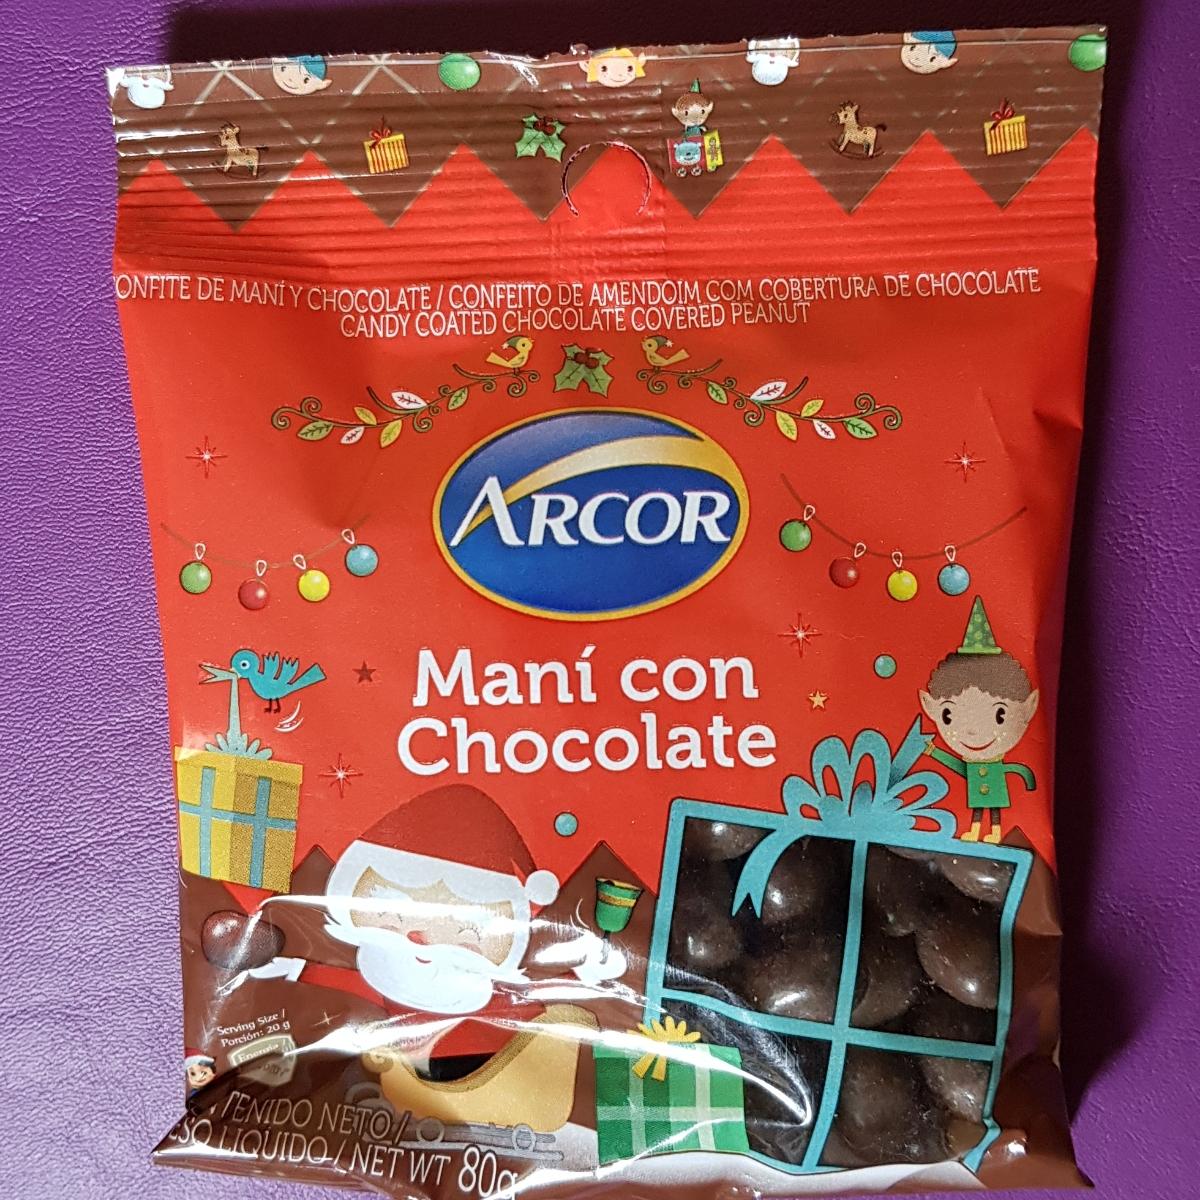 ONFITE DE MANÍ Y CHOCOLATE / CONFEITO DE AMENDOIM COM COBERTURA DE CHOCOLATE
CANDY COATED CHOCOLATE COVERED PEANUT
ARCOR
Maní con
Chocolate
Serving Size /
Porción: 20 g
Energía /
TENIDO NETO /
ESO LIQUIDO / NET WT 80g